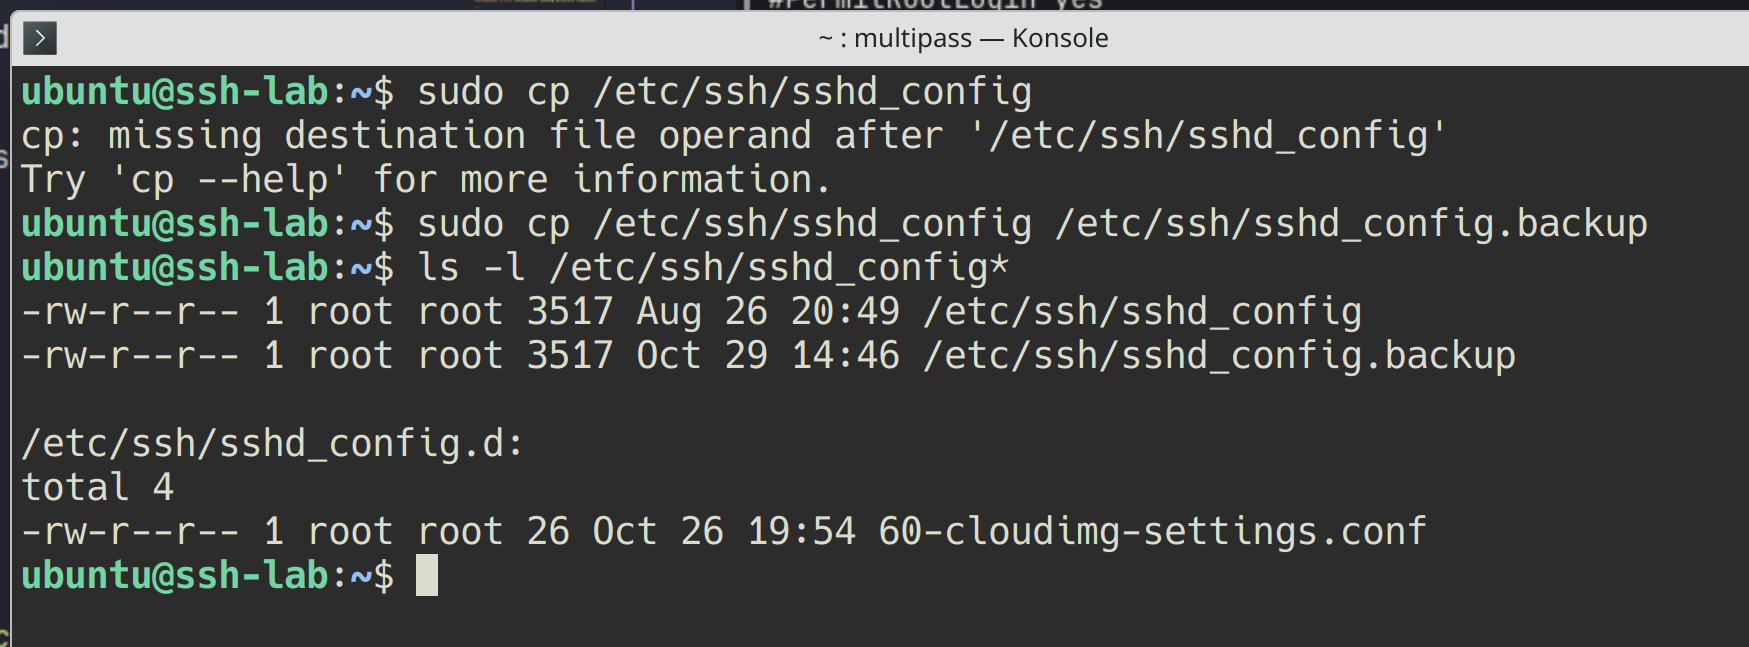 #PermitRootLogin yes
~ : multipass — Konsole
ubuntu@ssh-lab:~$ sudo cp /etc/ssh/sshd_config
cp: missing destination file operand after '/etc/ssh/sshd_config'
Try 'cp --help' for more information.
ubuntu@ssh-lab:~$ sudo cp /etc/ssh/sshd_config /etc/ssh/sshd_config.backup
ubuntu@ssh-lab:~$ ls -l /etc/ssh/sshd_config*
-rw-r--r-- 1 root root 3517 Aug 26 20:49 /etc/ssh/sshd_config
-rw-r--r-- 1 root root 3517 Oct 29 14:46 /etc/ssh/sshd_config.backup

/etc/ssh/sshd_config.d:
total 4
-rw-r--r-- 1 root root 26 Oct 26 19:54 60-cloudimg-settings.conf
ubuntu@ssh-lab:~$